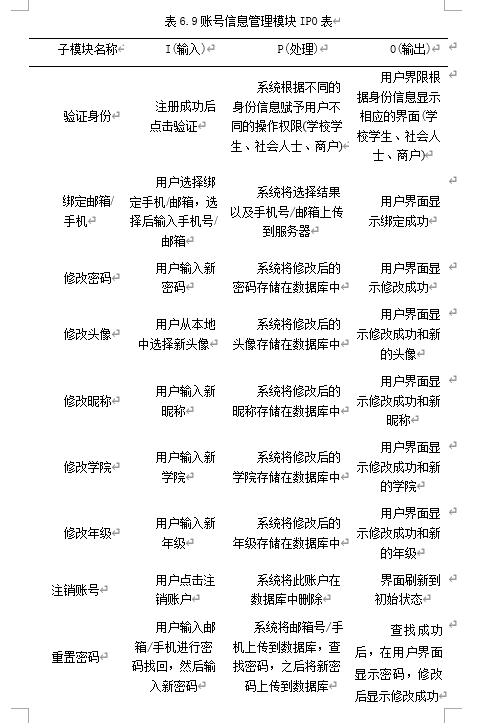 表 6.9 账号信息管理模块 IPO 表
子模块名称 I(输入) P(处理) O(输出)
验证身份
注册成功后
点击验证
系统根据不同的
身份信息赋予用户不
同的操作权限(学校学
生、社会人士、商户)
用户界限根
据身份信息显示
相应的界面(学
校学生、社会人
士、商户)
绑定邮箱/
手机
用户选择绑
定手机/邮箱，选
择后输入手机号/
邮箱
系统将选择结果
以及手机号/邮箱上传
到服务器
用户界面显
示绑定成功
修改密码
用户输入新
密码
系统将修改后的
密码存储在数据库中
用户界面显
示修改成功
修改头像
用户从本地
中选择新头像
系统将修改后的
头像存储在数据库中
用户界面显
示修改成功和新
的头像
修改昵称
用户输入新
昵称
系统将修改后的
昵称存储在数据库中
用户界面显
示修改成功和新
昵称
修改学院
用户输入新
学院
系统将修改后的
学院存储在数据库中
用户界面显
示修改成功和新
的学院
修改年级
用户输入新
年级
系统将修改后的
年级存储在数据库中
用户界面显
示修改成功和新
的年级
注销账号
用户点击注
销账户
系统将此账户在
数据库中删除
界面刷新到
初始状态
重置密码
用户输入邮
箱/手机进行密
码找回，然后输
入新密码
系统将邮箱号/手
机上传到数据库，查
找密码，之后将新密
码上传到数据库
查找成功
后，在用户界面
显示密码，修改
后显示修改成功